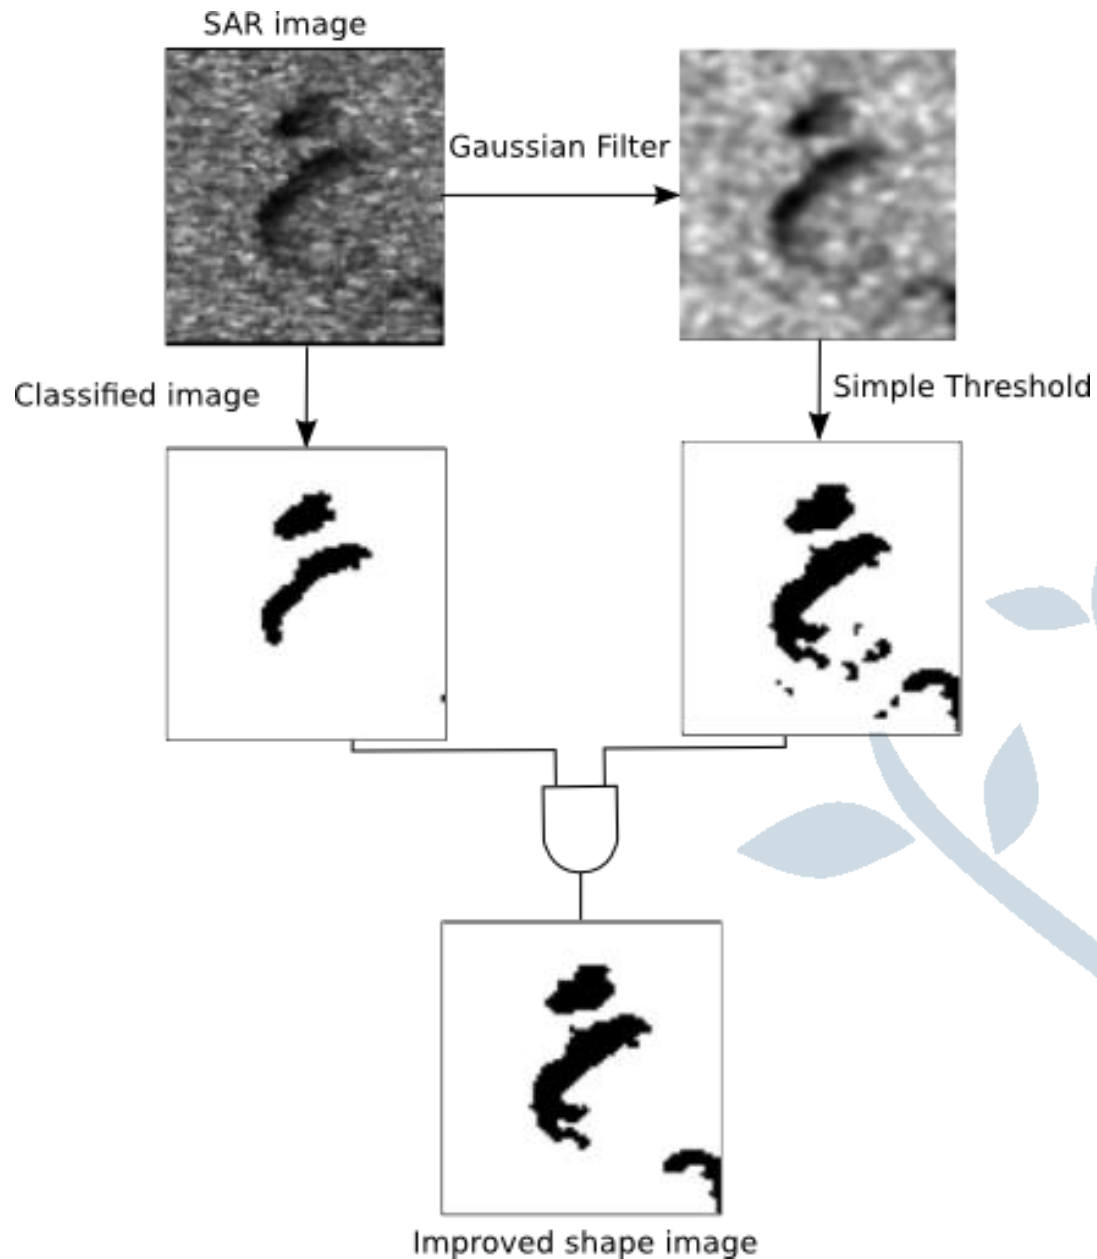 SAR image
Gaussian Filter
Classified image
Simple Threshold
Improved shape image